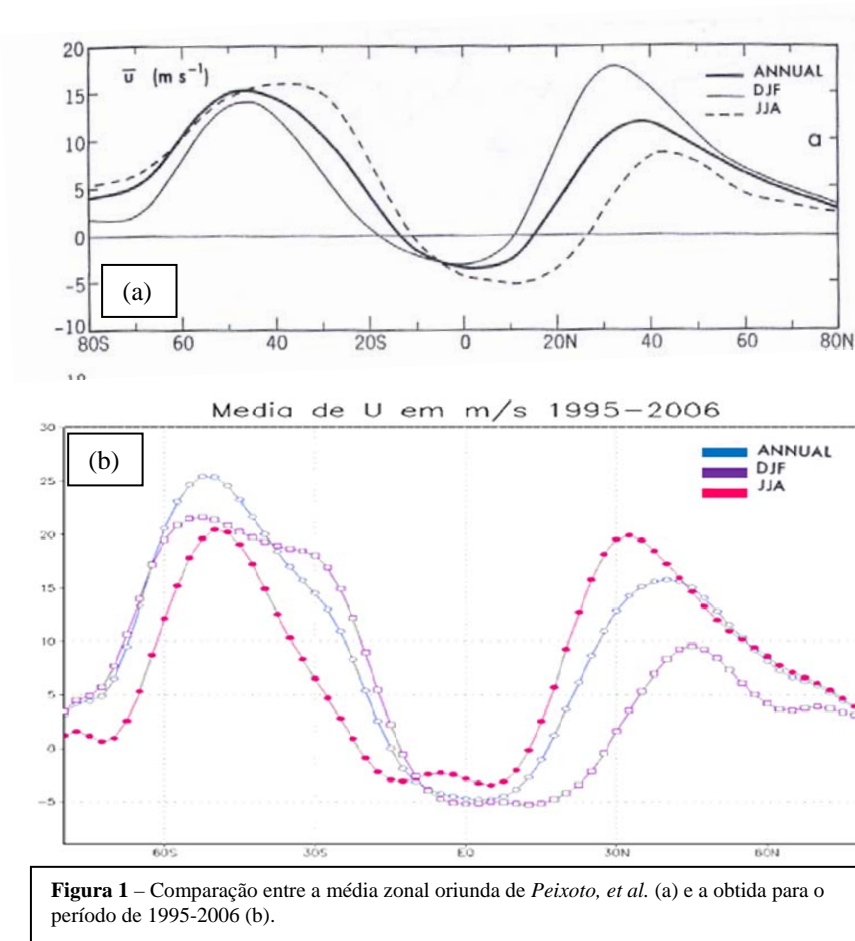 20
15
10
5
0
-5
-10
u (m s⁻¹)
ANNUAL
DJF
JJA
a
(a)
80S 60 40 20S 0 20N 40 60 80N
Media de U em m/s 1995-2006
30
25
20
15
10
5
0
-5
(b)
ANNUAL
DJF
JJA
60S 30S EQ 30N 60N
Figura 1 – Comparação entre a média zonal oriunda de Peixoto, et al. (a) e a obtida para o
período de 1995-2006 (b).